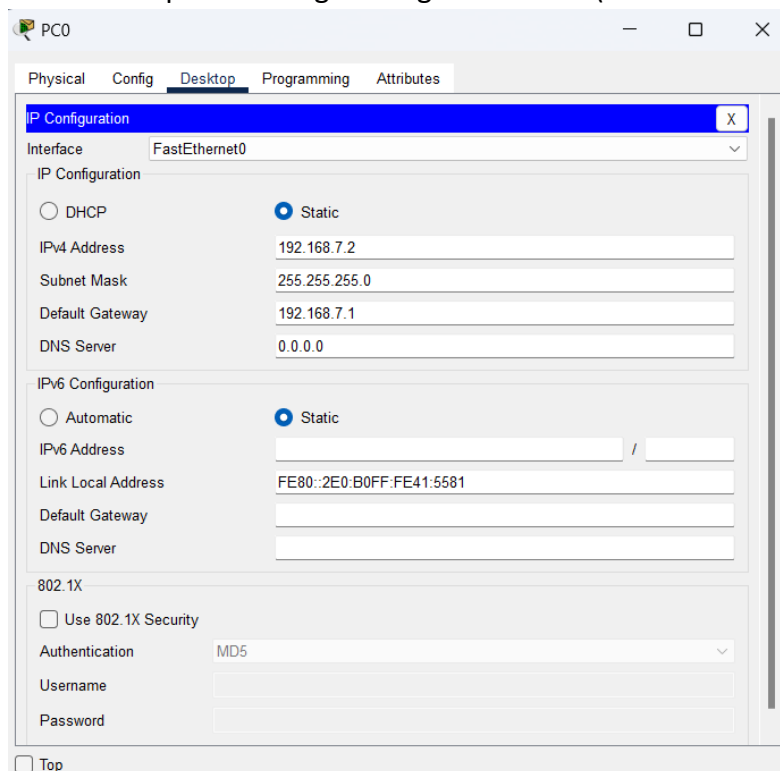 PC0
Physical Config Desktop Programming Attributes
IP Configuration X
Interface FastEthernet0
IP Configuration
DHCP Static
IPv4 Address 192.168.7.2
Subnet Mask 255.255.255.0
Default Gateway 192.168.7.1
DNS Server 0.0.0.0
IPv6 Configuration
Automatic Static
IPv6 Address /
Link Local Address FE80::2E0:B0FF:FE41:5581
Default Gateway
DNS Server
802.1X
Use 802.1X Security
Authentication MD5
Username
Password
Top